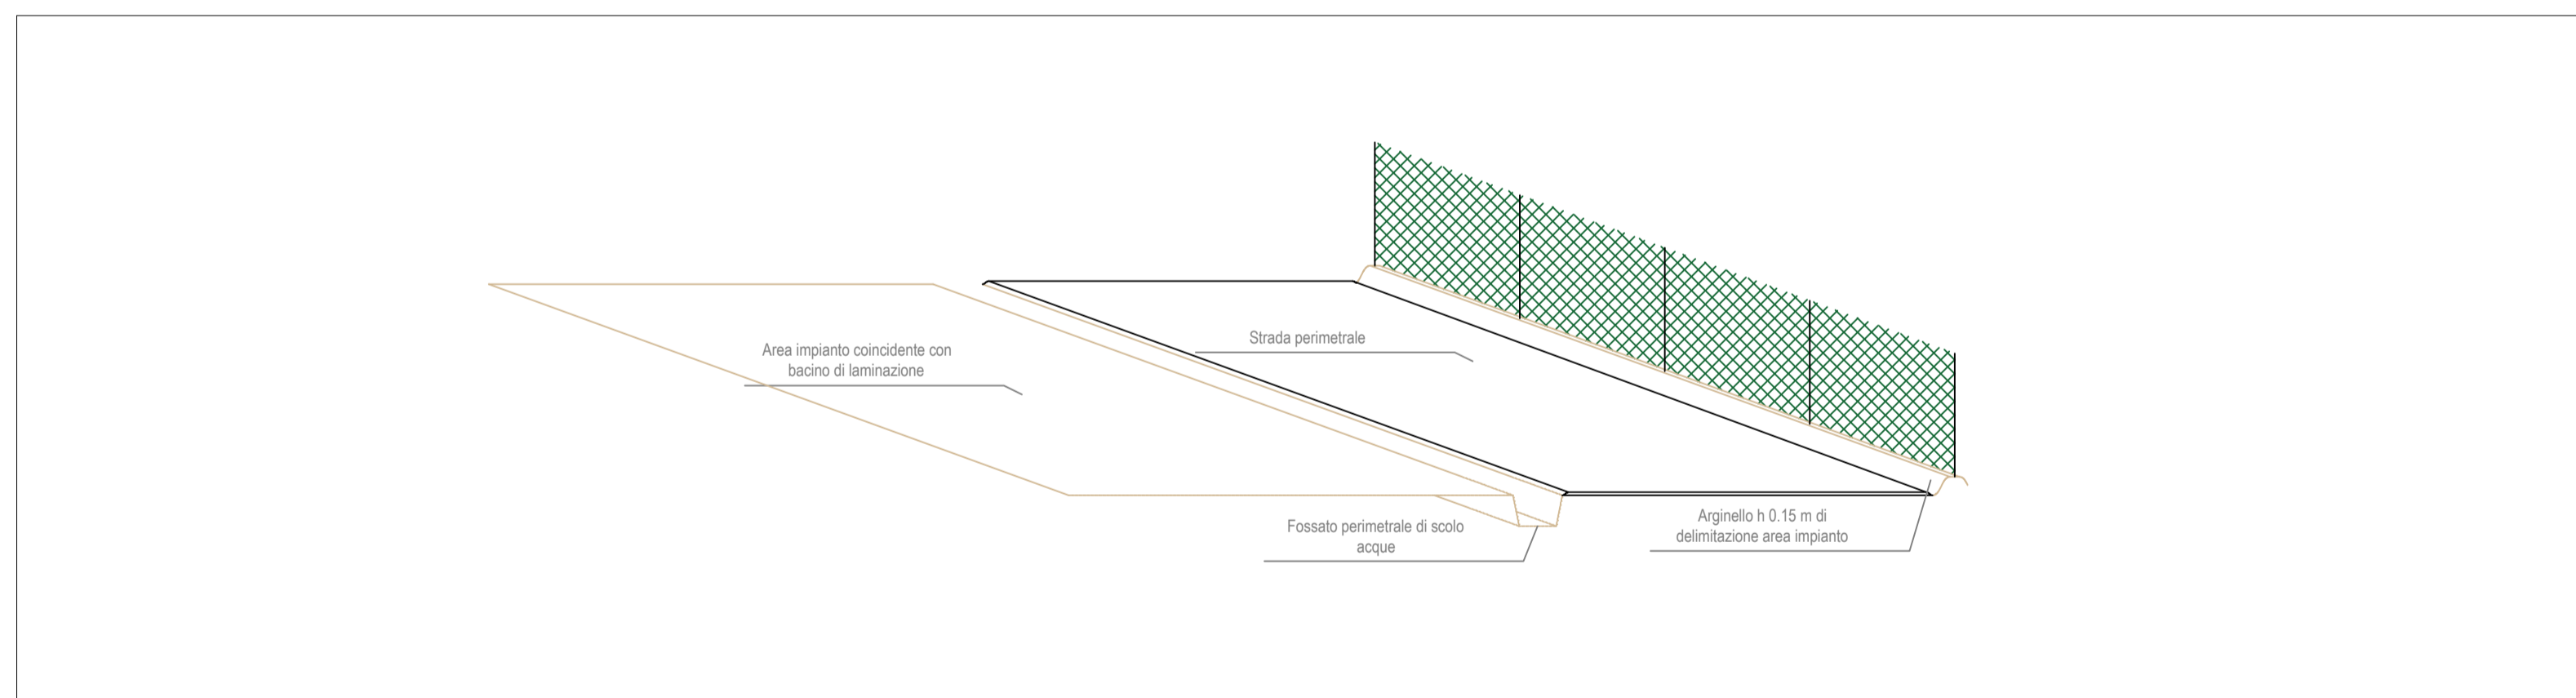 Strada perimetrale
Area impianto coincidente con
bacino di laminazione
Fossato perimetrale di scolo
acque
Arginello h 0.15 m di
delimitazione area impianto